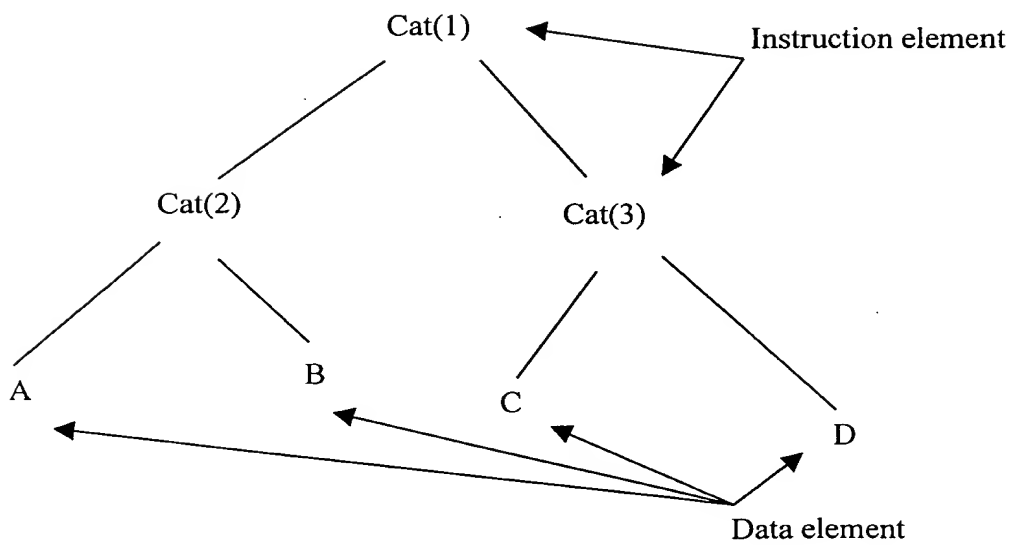 Cat(1)
Instruction element
Cat(2)
Cat(3)
A
B
C
D
Data element